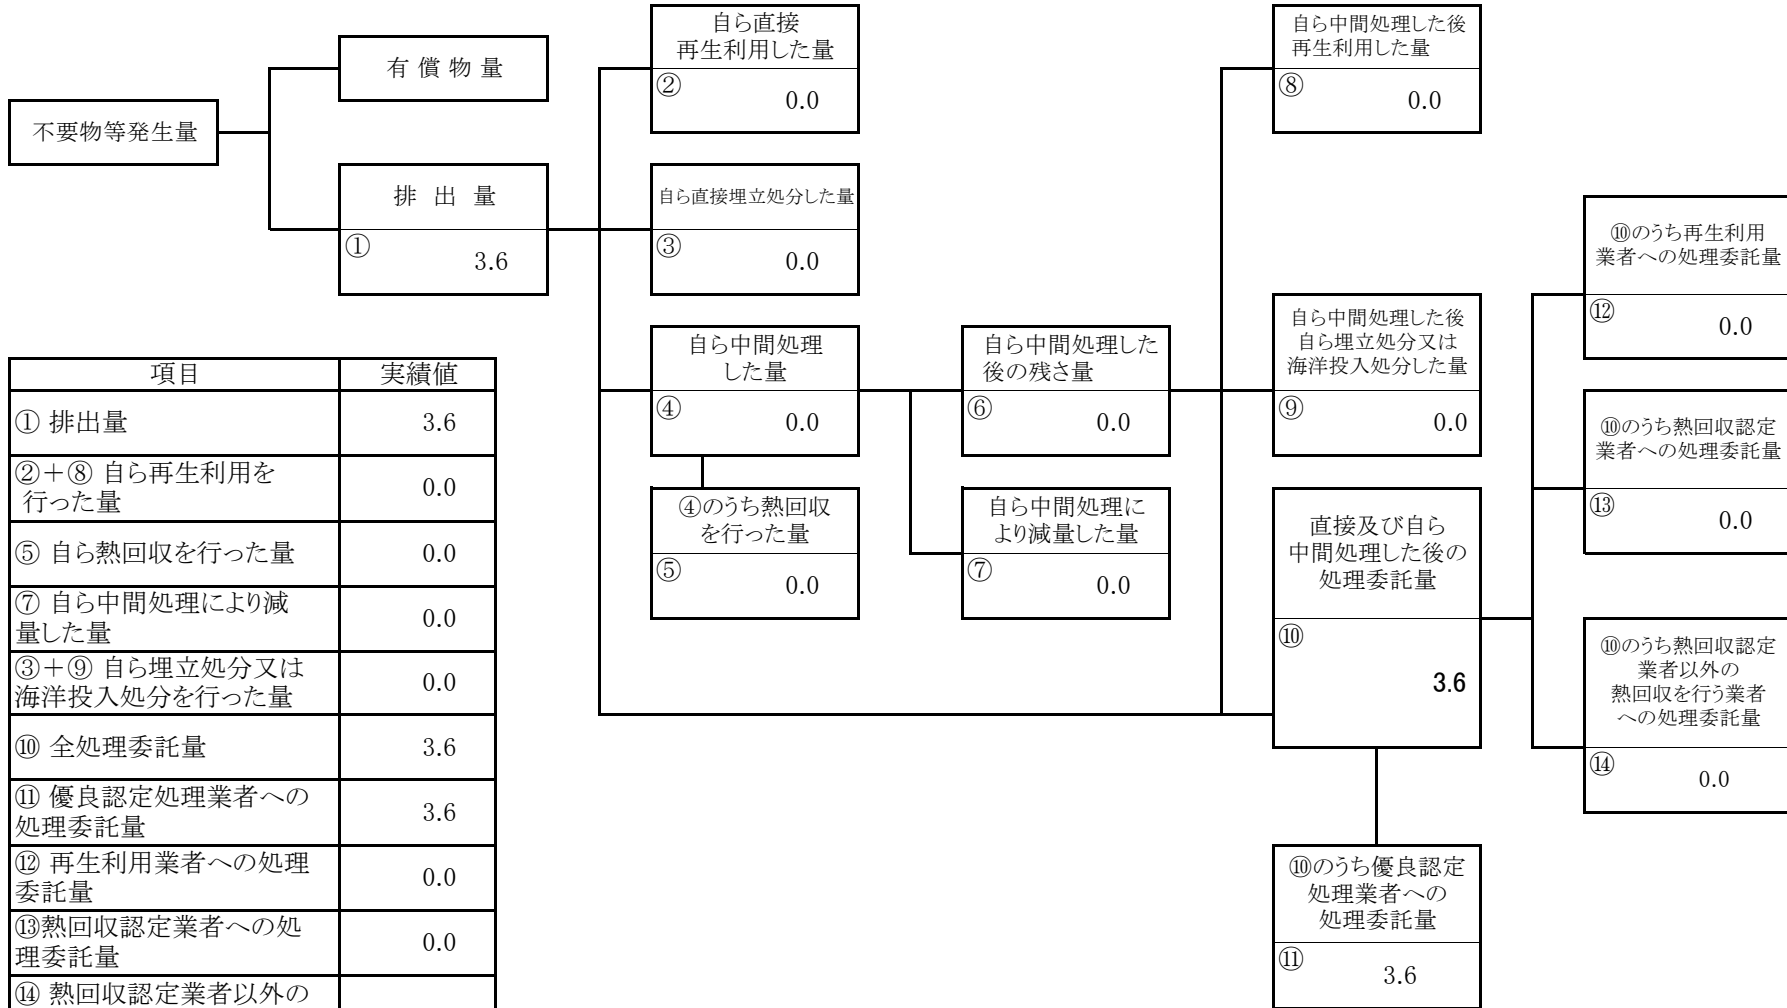 不要物等発生量
有 償 物 量
排 出 量
①
3.6
自ら直接
再生利用した量
②
0.0
自ら直接埋立処分した量
③
0.0
自ら中間処理
した量
④
0.0
④のうち熱回収
を行った量
⑤
0.0
自ら中間処理した
後の残さ量
⑥
0.0
自ら中間処理に
より減量した量
⑦
0.0
自ら中間処理した後
再生利用した量
⑧
0.0
自ら中間処理した後
自ら埋立処分又は
海洋投入処分した量
⑨
0.0
直接及び自ら
中間処理した後の
処理委託量
⑩
3.6
⑩のうち優良認定
処理業者への
処理委託量
⑪
3.6
⑩のうち再生利用
業者への処理委託量
⑫
0.0
⑩のうち熱回収認定
業者への処理委託量
⑬
0.0
⑩のうち熱回収認定
業者以外の
熱回収を行う業者
への処理委託量
⑭
0.0
項目 実績値
① 排出量 3.6
②＋⑧ 自ら再生利用を
行った量 0.0
⑤ 自ら熱回収を行った量 0.0
⑦ 自ら中間処理により減
量した量 0.0
③＋⑨ 自ら埋立処分又は
海洋投入処分を行った量 0.0
⑩ 全処理委託量 3.6
⑪ 優良認定処理業者への
処理委託量 3.6
⑫ 再生利用業者への処理
委託量 0.0
⑬熱回収認定業者への処
理委託量 0.0
⑭ 熱回収認定業者以外の